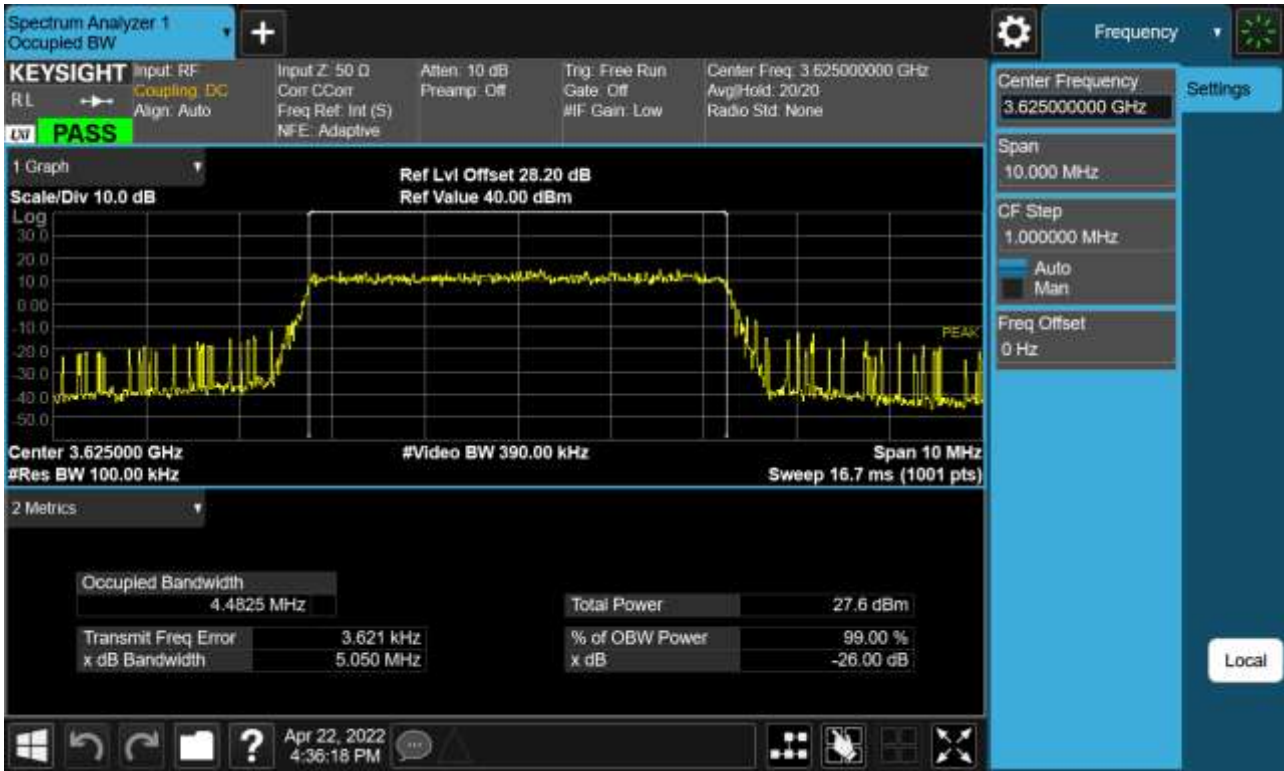 Spectrum Analyzer 1
Occupied BW
+
Frequency
KEYSIGHT
RL
LXI
PASS
Input: RF
Coupling: DC
Align: Auto
Input Z: 50 Ω
Corr CCorr
Freq Ref: Int (S)
NFE: Adaptive
Atten: 10 dB
Preamp: Off
Trig: Free Run
Gate: Off
#IF Gain: Low
Center Freq: 3.625000000 GHz
Avg|Hold: 20/20
Radio Std: None
Center Frequency
3.625000000 GHz
Settings
Span
10.000 MHz
CF Step
1.000000 MHz
Auto
Man
Freq Offset
0 Hz
Local
1 Graph
Scale/Div 10.0 dB
Ref Lvl Offset 28.20 dB
Ref Value 40.00 dBm
Log
30.0
20.0
10.0
0.00
-10.0
-20.0
-30.0
-40.0
-50.0
PEAK
Center 3.625000 GHz
#Video BW 390.00 kHz
Span 10 MHz
#Res BW 100.00 kHz
Sweep 16.7 ms (1001 pts)
2 Metrics
Occupied Bandwidth
4.4825 MHz
Total Power 27.6 dBm
Transmit Freq Error 3.621 kHz
% of OBW Power 99.00 %
x dB Bandwidth 5.050 MHz
x dB -26.00 dB
?
Apr 22, 2022
4:36:18 PM